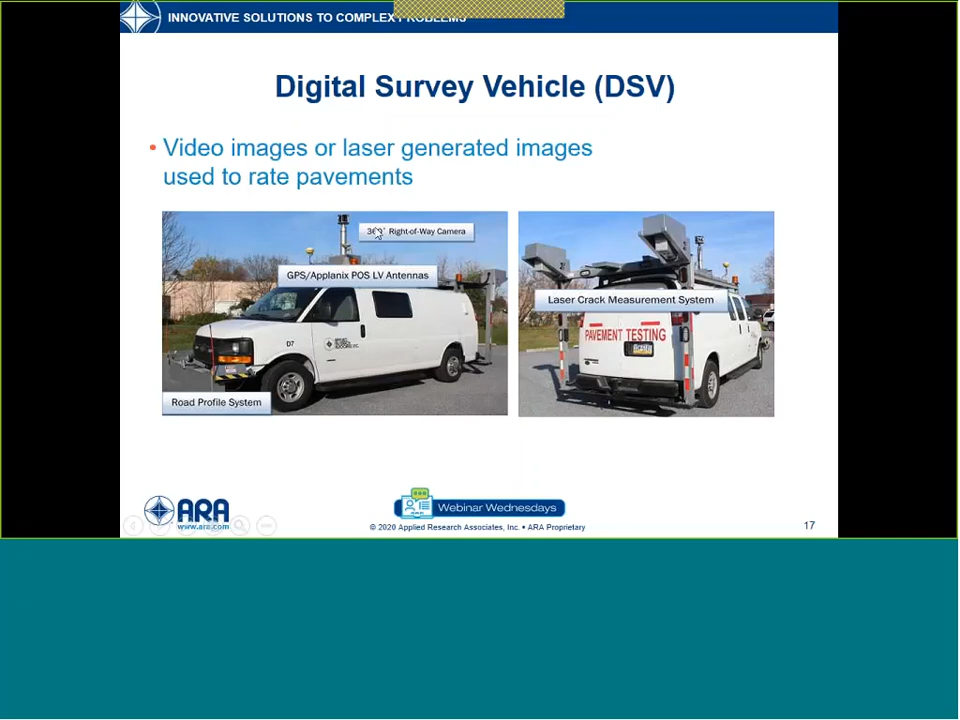 INNOVATIVE SOLUTIONS TO COMPLEX PROBLEMS
Digital Survey Vehicle (DSV)
• Video images or laser generated images
used to rate pavements
360° Right-of-Way Camera
GPS/Applanix POS LV Antennas
D7
Road Profile System
Laser Crack Measurement System
PAVEMENT TESTING
ARA
www.ara.com
Webinar Wednesdays
© 2020 Applied Research Associates, Inc. • ARA Proprietary
17